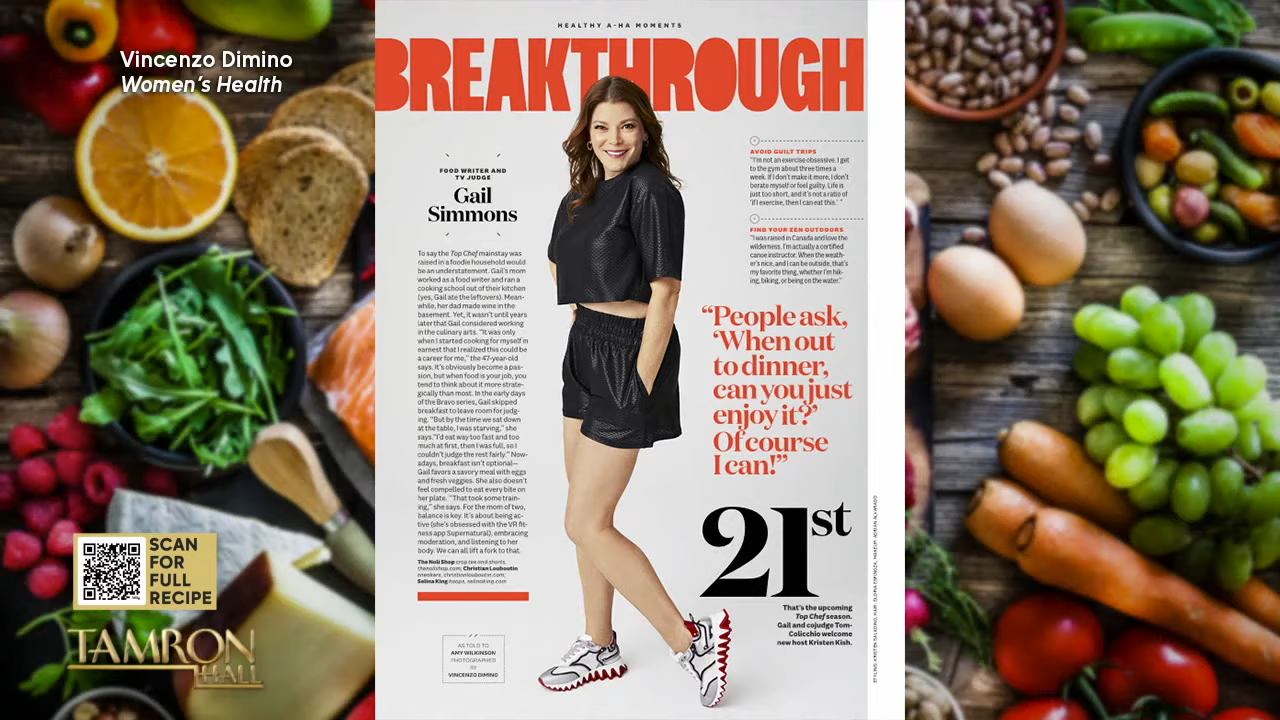 Vincenzo Dimino
Women's Health
HEALTHY A-HA MOMENTS
BREAKTHROUGH
FOOD WRITER AND
TV JUDGE
Gail
Simmons
To say the Top Chef mainstay was
raised in a foodie household would
be an understatement. Gail's mom
worked as a food writer and ran a
cooking school out of their kitchen
(yes, Gail ate the leftovers). Mean-
while, her dad made wine in the
basement. Yet, it wasn't until years
later that Gail considered working
in the culinary arts. "It was only
when I started cooking for myself in
earnest that I realized this could be
a career for me," the 47-year-old
says. It's obviously become a pas-
sion, but when food is your job, you
tend to think about it more strate-
gically than most. In the early days
of the Bravo series, Gail skipped
breakfast to leave room for judg-
ing. "But by the time we sat down
at the table, I was starving," she
says. "I'd eat way too fast and too
much at first, then I was full, so I
couldn't judge the rest fairly." Now-
adays, breakfast isn't optional—
Gail favors a savory meal with eggs
and fresh veggies. She also doesn't
feel compelled to eat every bite on
her plate. "That took some train-
ing," she says. For the mom of two,
balance is key. It's about being ac-
tive (she's obsessed with the VR fit-
ness app Supernatural), embracing
moderation, and listening to her
body. We can all lift a fork to that.
The Noli Shop crop tee and shorts,
thenolishop.com; Christian Louboutin
sneakers, christianlouboutin.com;
Selina King hoops, selinaking.com
AS TOLD TO
AMY WILKINSON
PHOTOGRAPHED
BY
VINCENZO DIMINO
AVOID GUILT TRIPS
"I'm not an exercise obsessive. I get
to the gym about three times a
week. If I don't make it more, I don't
berate myself or feel guilty. Life is
just too short, and it's not a ratio of
'if I exercise, then I can eat this.' "
FIND YOUR ZEN OUTDOORS
"I was raised in Canada and love the
wilderness. I'm actually a certified
canoe instructor. When the weath-
er's nice, and I can be outside, that's
my favorite thing, whether I'm hik-
ing, biking, or being on the water."
"People ask,
'When out
to dinner,
can you just
enjoy it?'
Of course
I can!"
21st
That's the upcoming
Top Chef season.
Gail and cojudge Tom
Colicchio welcome
new host Kristen Kish.
SCAN
FOR
FULL
RECIPE
TAMRON
HALL